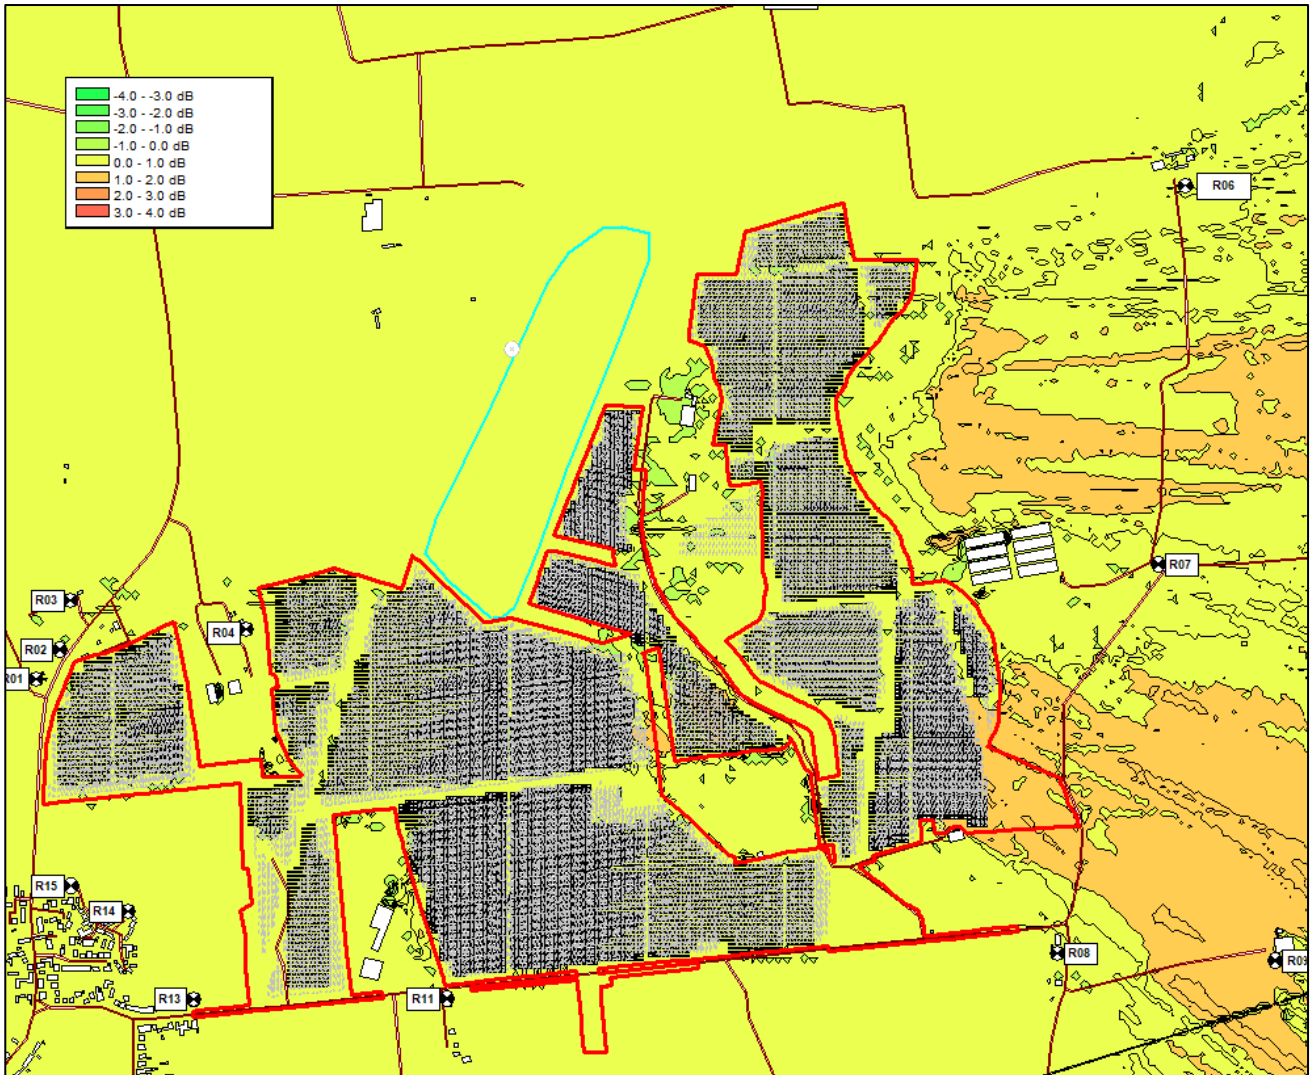 -4.0 - -3.0 dB
-3.0 - -2.0 dB
-2.0 - -1.0 dB
-1.0 - 0.0 dB
0.0 - 1.0 dB
1.0 - 2.0 dB
2.0 - 3.0 dB
3.0 - 4.0 dB
R06
R07
R03
R04
R02
R01
R15
R14
R08
R09
R13
R11